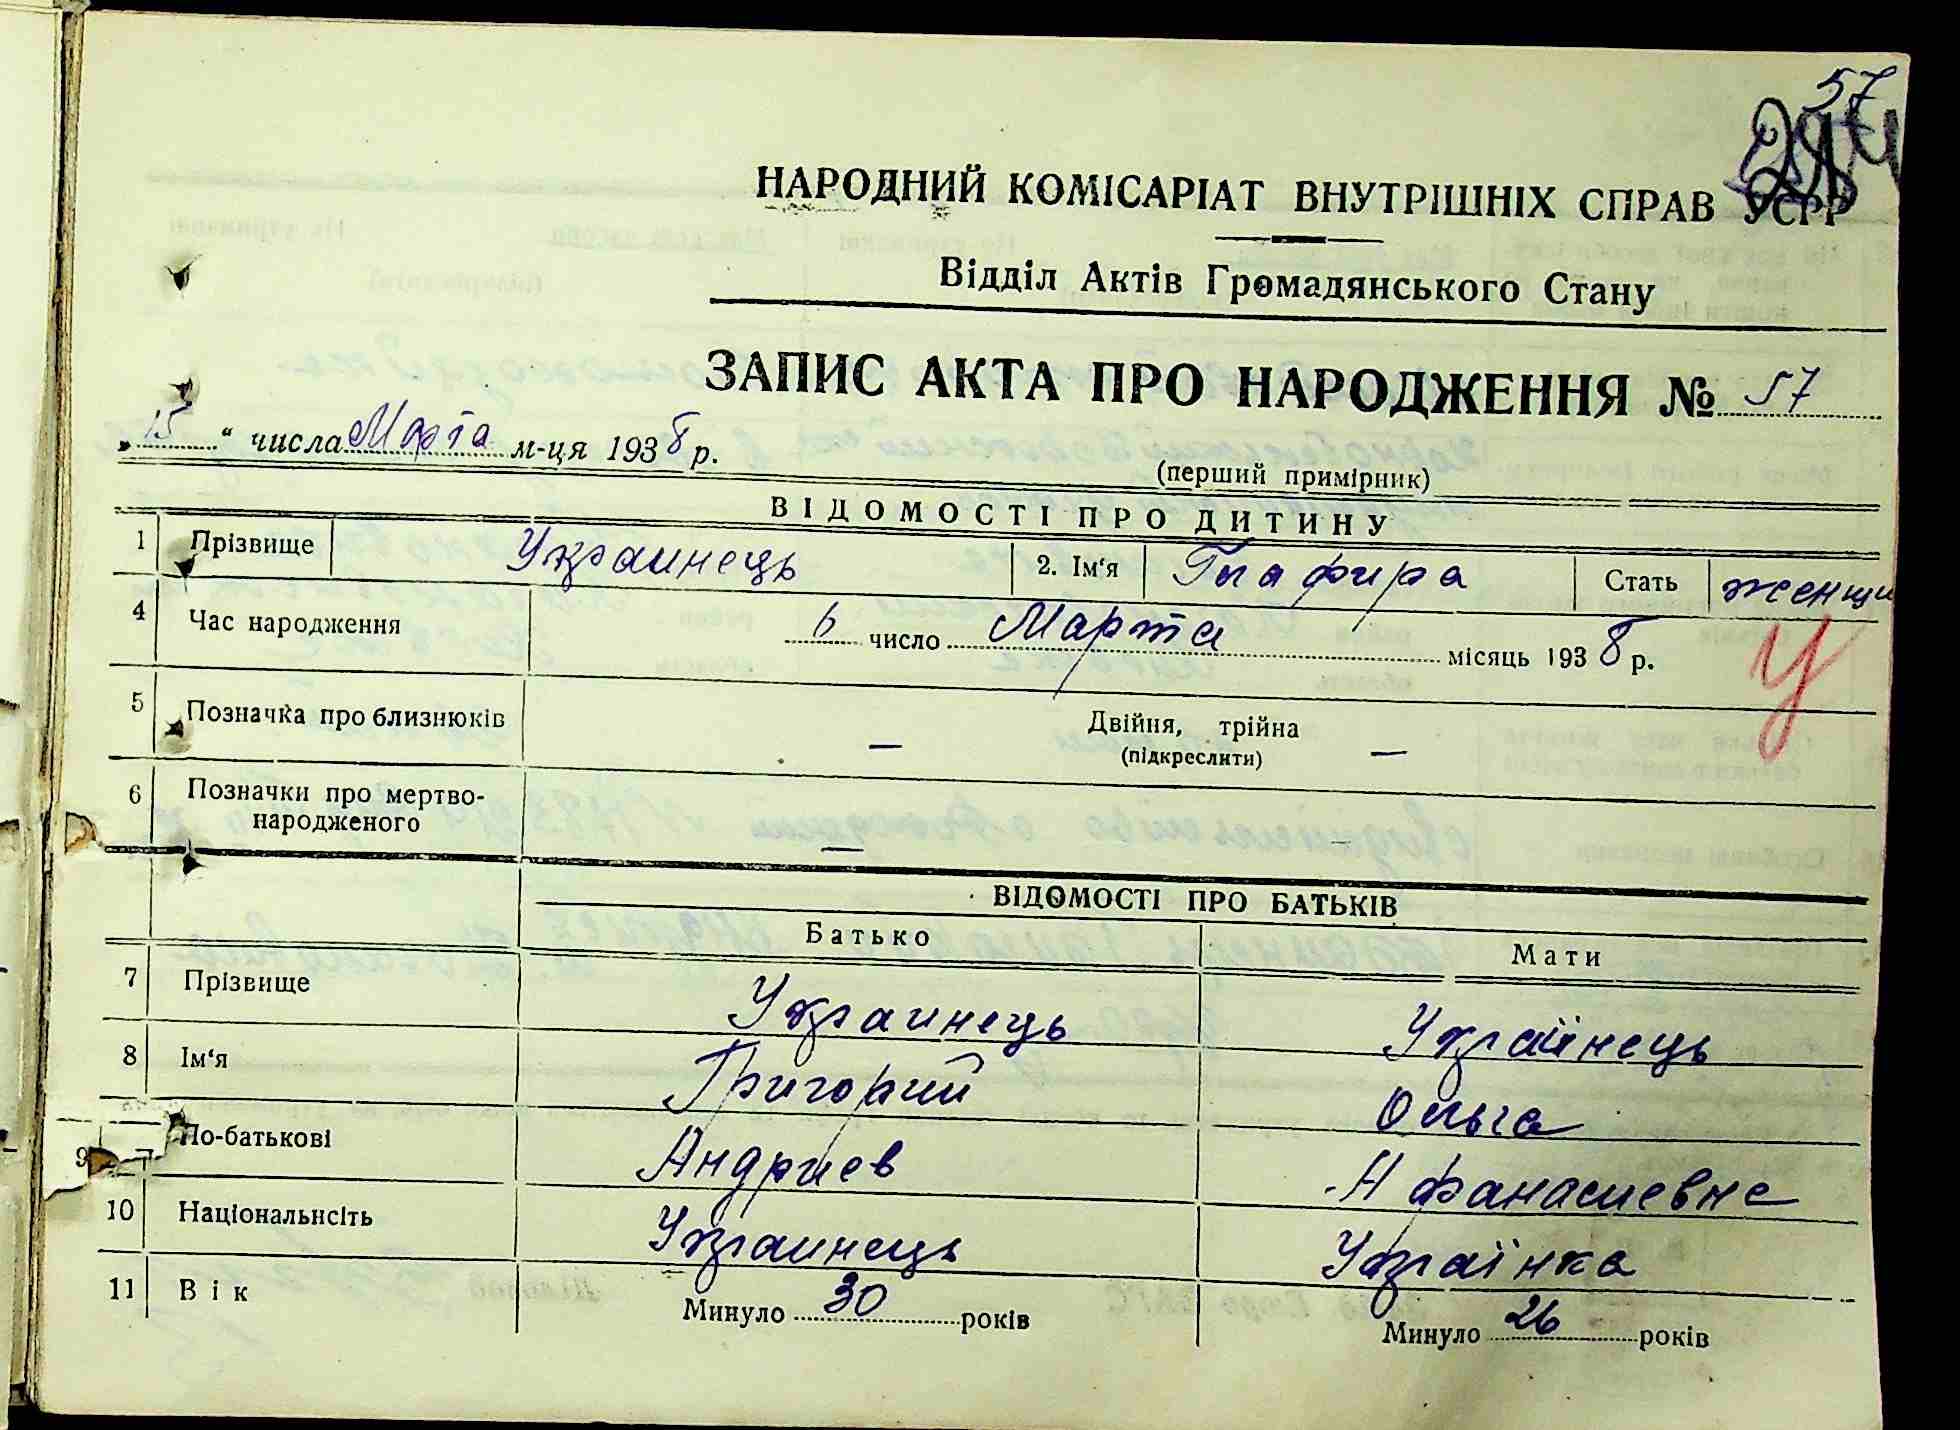 57
НАРОДНИЙ КОМІСАРІАТ ВНУТРІШНІХ СПРАВ УСРР
Відділ Актів Громадянського Стану
ЗАПИС АКТА ПРО НАРОДЖЕННЯ № 57
„15“ числа Марта м-ця 1938 р.
(перший примірник)
ВІДОМОСТІ ПРО ДИТИНУ
1 Прізвище Украинець 2. Ім‘я Глафира Стать женщи
4 Час народження 6 число Марта місяць 1938 р.
У
5 Позначка про близнюків — Двійня, трійна —
(підкреслити)
6 Позначки про мертво-
народженого —
ВІДОМОСТІ ПРО БАТЬКІВ
Батько Мати
7 Прізвище Украинець Украінець
8 Ім‘я Григорий Ольга
9 По-батькові Андриев Афанасиевна
10 Національнсіть Украинець Украінка
11 Вік Минуло 30 років Минуло 26 років